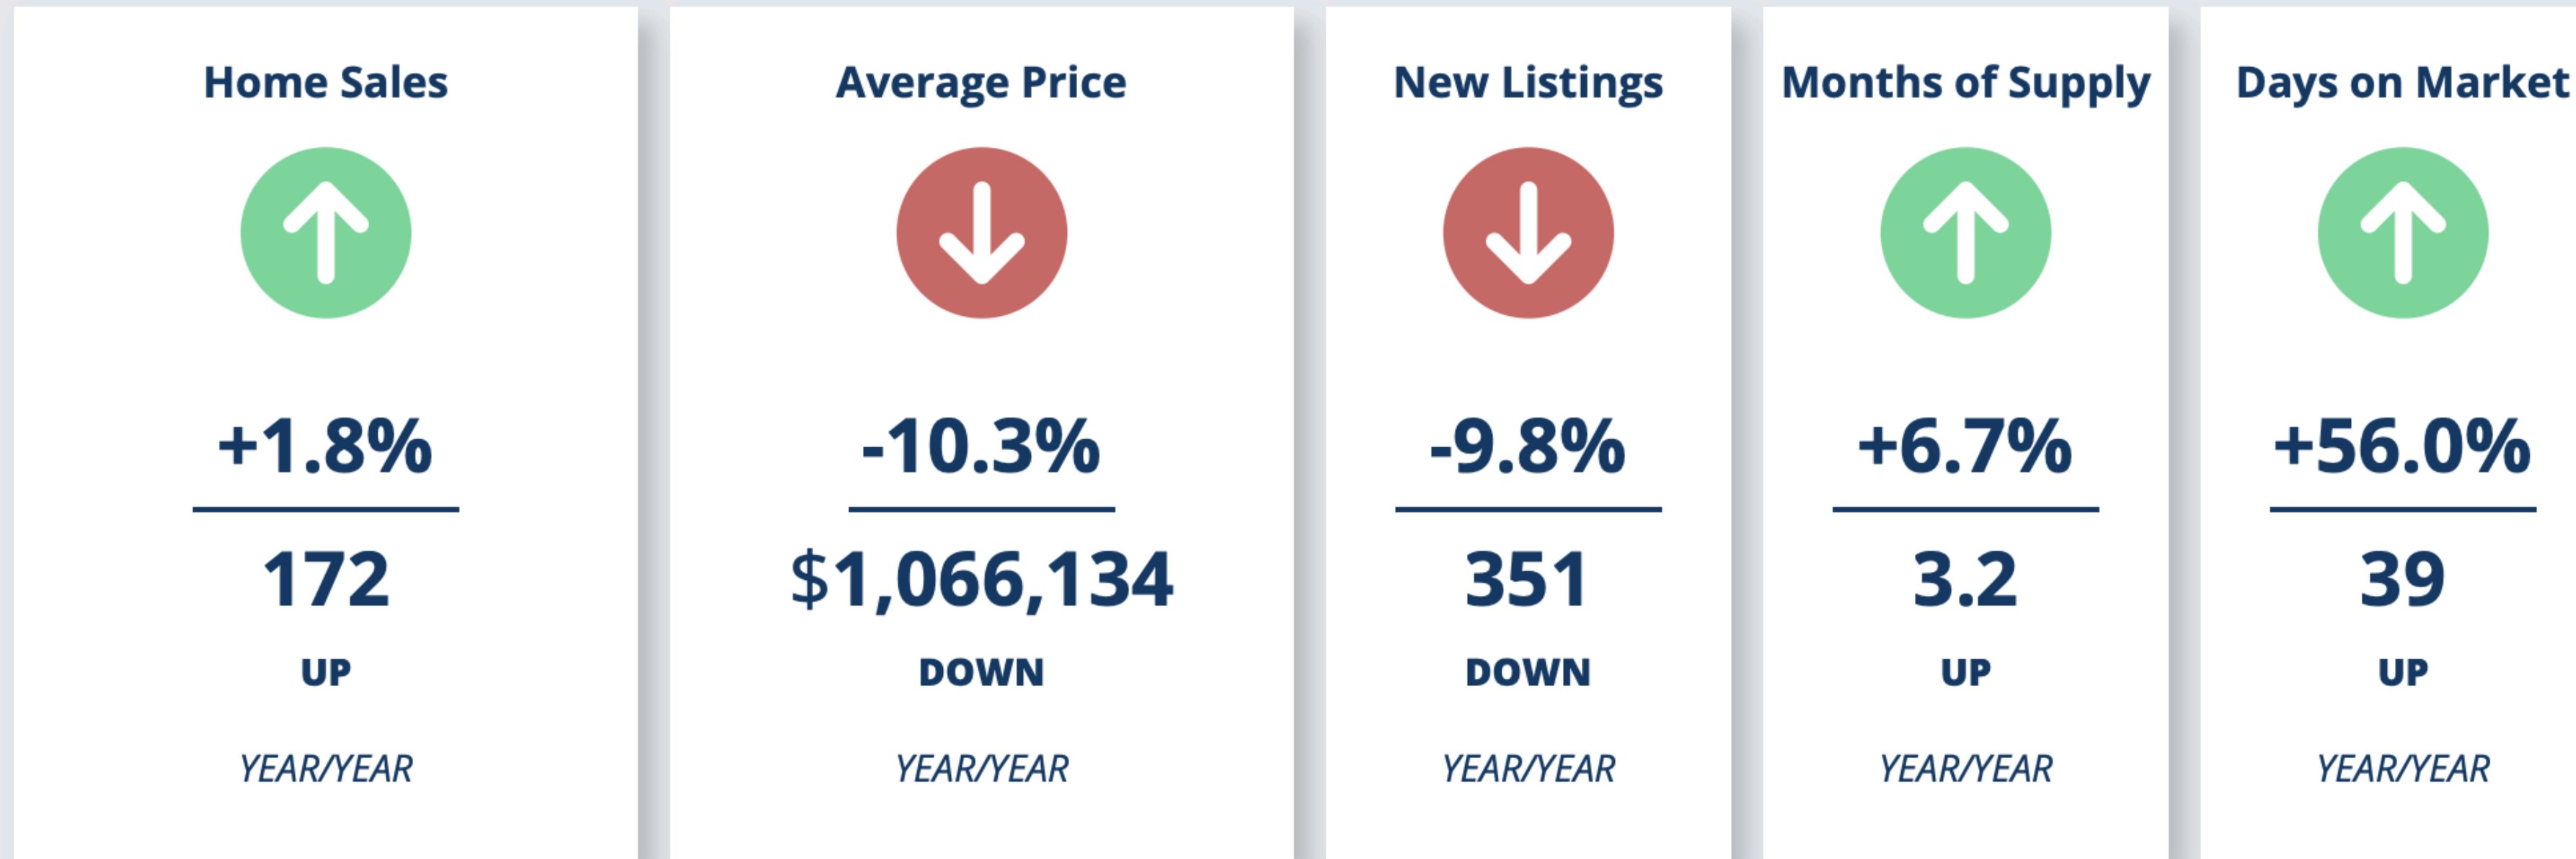 Home Sales
+1.8%
172
UP
YEAR/YEAR
Average Price
-10.3%
$1,066,134
DOWN
YEAR/YEAR
New Listings
-9.8%
351
DOWN
YEAR/YEAR
Months of Supply
+6.7%
3.2
UP
YEAR/YEAR
Days on Market
+56.0%
39
UP
YEAR/YEAR